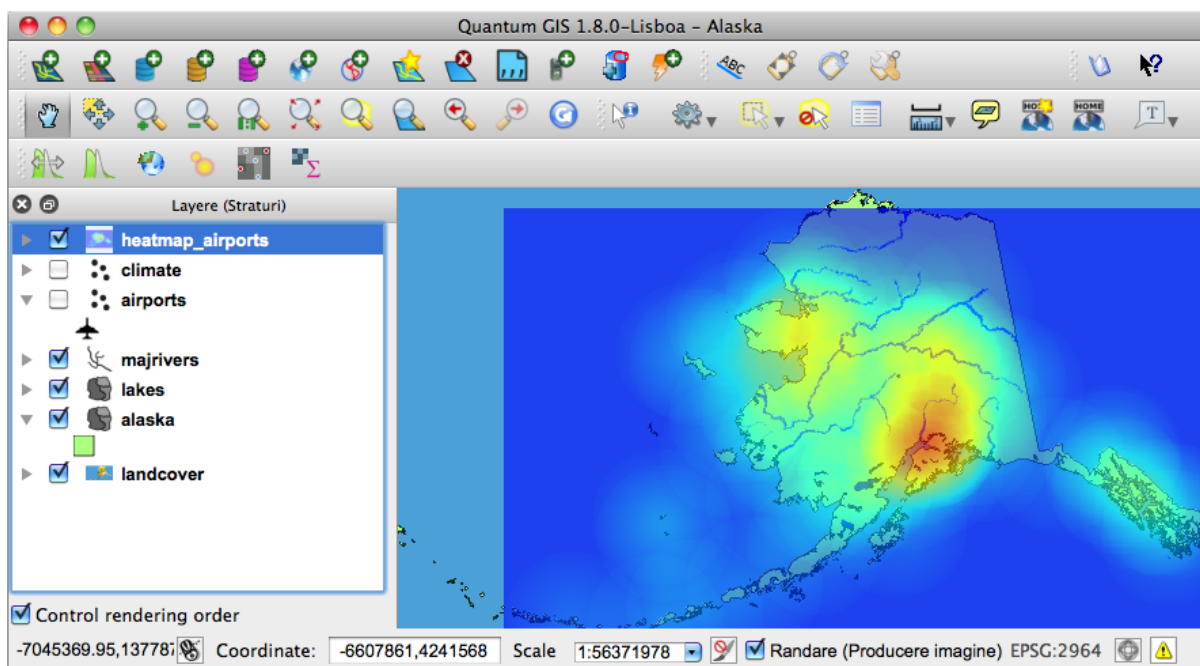 Quantum GIS 1.8.0-Lisboa - Alaska
ABC
HOME
T
Layere (Straturi)
heatmap_airports
climate
airports
majrivers
lakes
alaska
landcover
Control rendering order
-7045369.95,13778 Coordinate: -6607861,4241568 Scale 1:56371978 Randare (Producere imagine) EPSG:2964